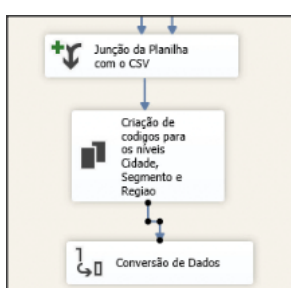 Junção da Planilha
com o CSV
Criação de
codigos para
os níveis
Cidade,
Segmento e
Regiao
Conversão de Dados